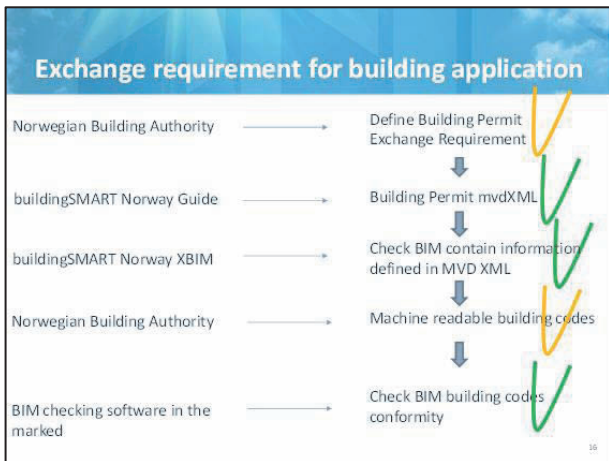 Exchange requirement for building application
Norwegian Building Authority
Define Building Permit
Exchange Requirement
buildingSMART Norway Guide
Building Permit mvdXML
buildingSMART Norway XBIM
Check BIM contain information
defined in MVD XML
Norwegian Building Authority
Machine readable building codes
BIM checking software in the
marked
Check BIM building codes
conformity
16